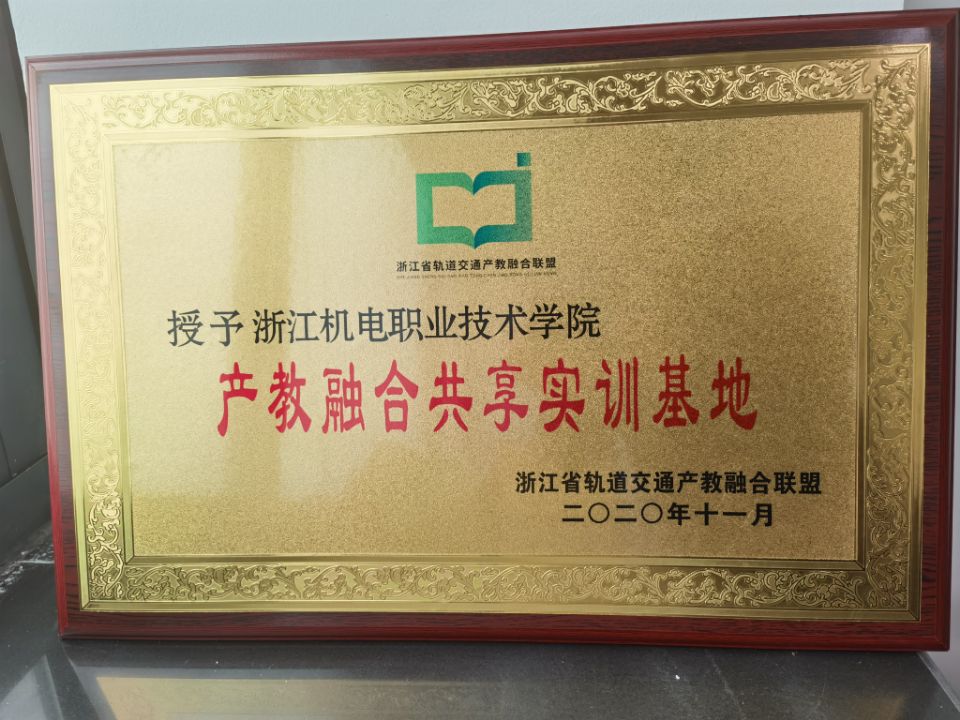 浙江省轨道交通产教融合联盟
授予 浙江机电职业技术学院
产教融合共享实训基地
浙江省轨道交通产教融合联盟
二〇二〇年十一月